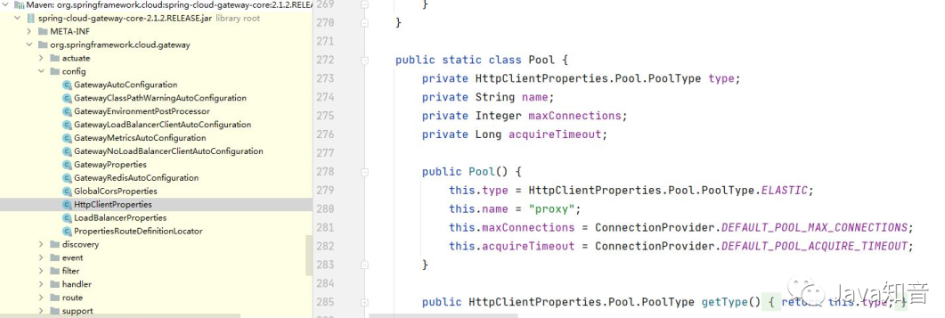 Maven: org.springframework.cloud:spring-cloud-gateway-core:2.1.2.RELEASE
spring-cloud-gateway-core-2.1.2.RELEASE.jar library root
META-INF
org.springframework.cloud.gateway
actuate
config
GatewayAutoConfiguration
GatewayClassPathWarningAutoConfiguration
GatewayEnvironmentPostProcessor
GatewayLoadBalancerClientAutoConfiguration
GatewayMetricsAutoConfiguration
GatewayNoLoadBalancerClientAutoConfiguration
GatewayProperties
GatewayRedisAutoConfiguration
GlobalCorsProperties
HttpClientProperties
LoadBalancerProperties
PropertiesRouteDefinitionLocator
discovery
event
filter
handler
route
support
269 }
270 }
271
272 public static class Pool {
273 private HttpClientProperties.Pool.PoolType type;
274 private String name;
275 private Integer maxConnections;
276 private Long acquireTimeout;
277
278 public Pool() {
279 this.type = HttpClientProperties.Pool.PoolType.ELASTIC;
280 this.name = "proxy";
281 this.maxConnections = ConnectionProvider.DEFAULT_POOL_MAX_CONNECTIONS;
282 this.acquireTimeout = ConnectionProvider.DEFAULT_POOL_ACQUIRE_TIMEOUT;
283 }
284
285 public HttpClientProperties.Pool.PoolType getType() { return this.type; }
Java知音